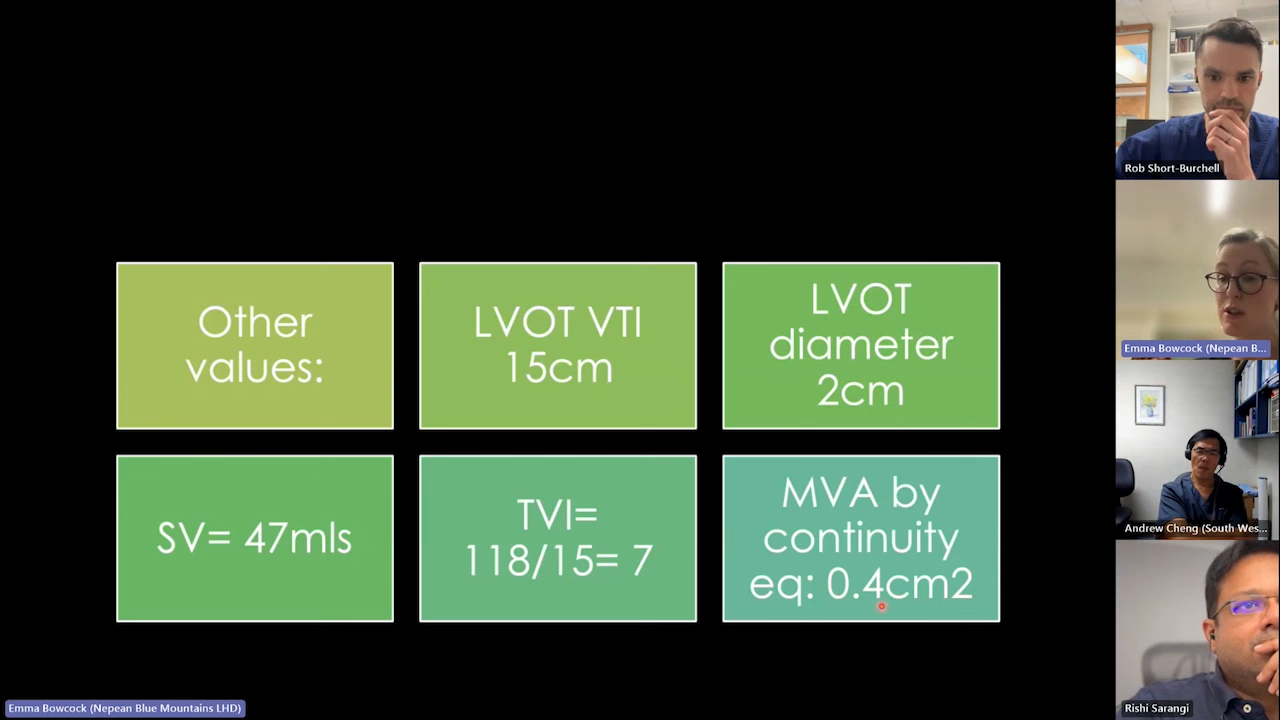 Other
values:
LVOT VTI
15cm
LVOT
diameter
2cm
SV= 47mls
TVI=
118/15= 7
MVA by
continuity
eq: 0.4cm2
Rob Short-Burchell
Emma Bowcock (Nepean B...
Andrew Cheng (South Wes...
Rishi Sarangi
Emma Bowcock (Nepean Blue Mountains LHD)